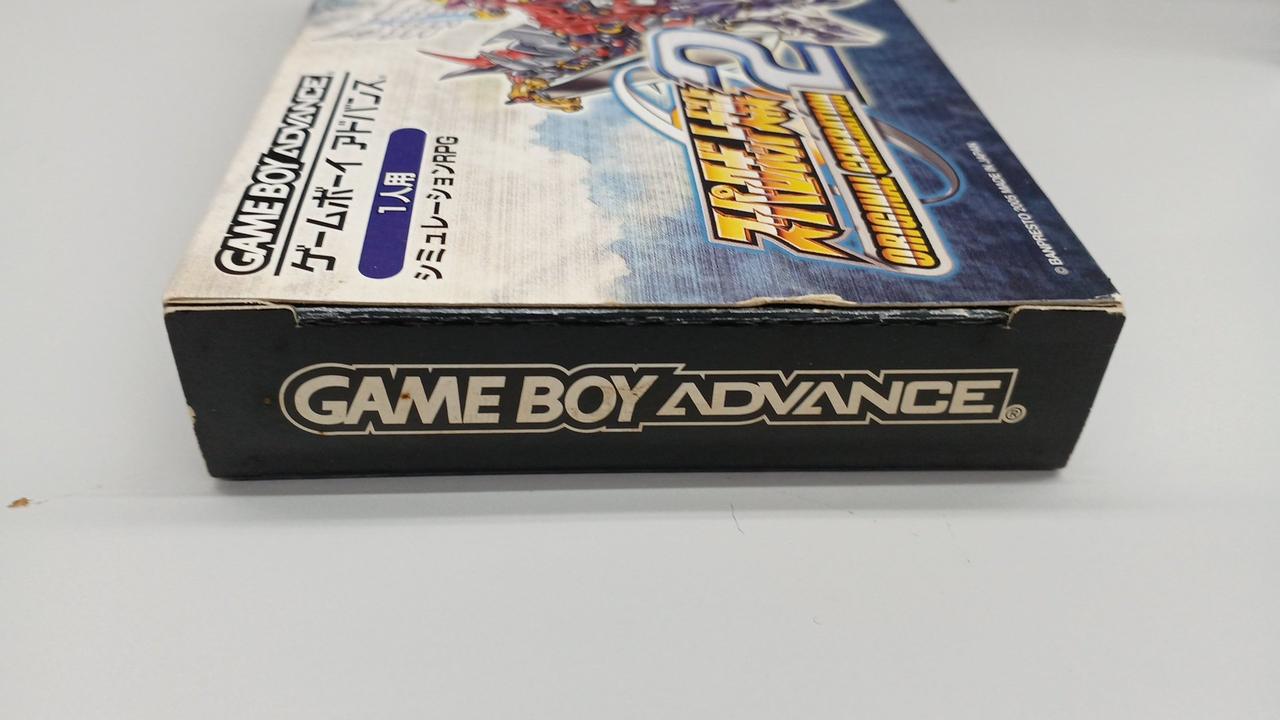 GAME BOY ADVANCE
ゲームボーイ アドバンス
1人用
シミュレーションRPG
2
スーパーロボット
大戦
ORIGINAL GENERATION
© BANPRESTO 2005 MADE IN JAPAN
GAME BOY ADVANCE®